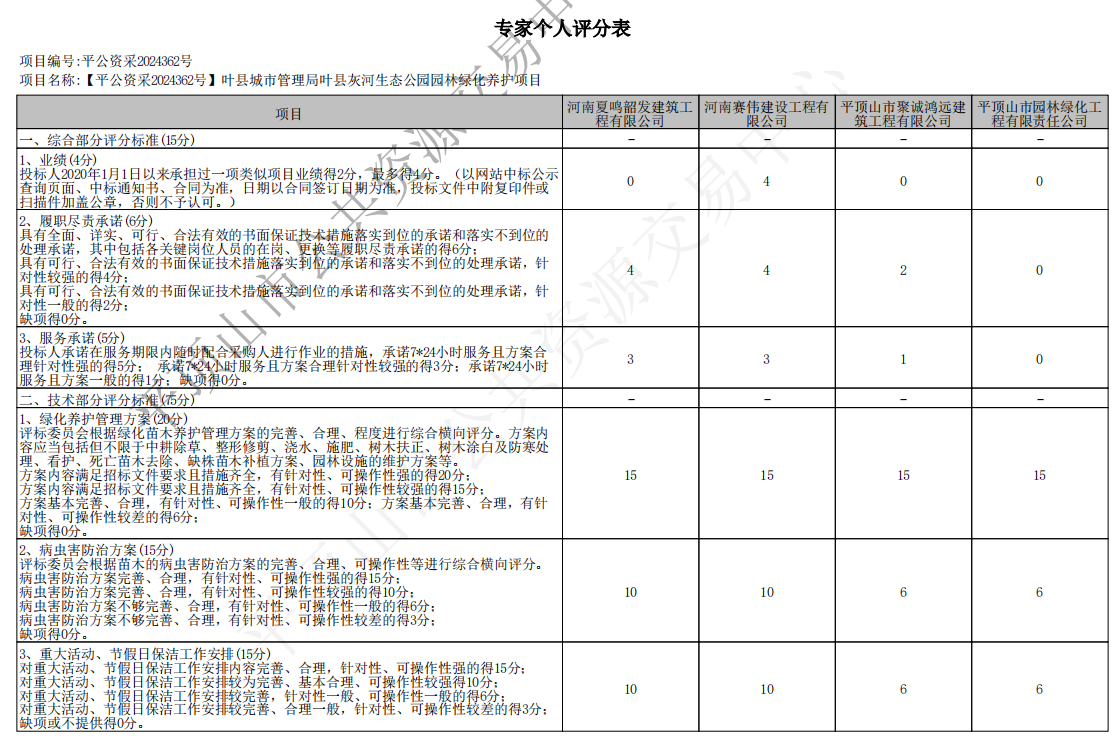 专家个人评分表
项目编号:平公资采2024362号
项目名称:【平公资采2024362号】叶县城市管理局叶县灰河生态公园园林绿化养护项目
项目 河南夏鸣韶发建筑工程有限公司 河南赛伟建设工程有限公司 平顶山市聚诚鸿远建筑工程有限公司 平顶山市园林绿化工程有限责任公司
一、综合部分评分标准(15分) - - - -
1、业绩(4分)
投标人2020年1月1日以来承担过一项类似项目业绩得2分，最多得4分。（以网站中标公示
查询页面、中标通知书、合同为准，日期以合同签订日期为准，投标文件中附复印件或
扫描件加盖公章，否则不予认可。）
0 4 0 0
2、履职尽责承诺(6分)
具有全面、详实、可行、合法有效的书面保证技术措施落实到位的承诺和落实不到位的
处理承诺，其中包括各关键岗位人员的在岗、更换等履职尽责承诺的得6分；
具有可行、合法有效的书面保证技术措施落实到位的承诺和落实不到位的处理承诺，针
对性较强的得4分；
具有可行、合法有效的书面保证技术措施落实到位的承诺和落实不到位的处理承诺，针
对性一般的得2分；
缺项得0分。
4 4 2 0
3、服务承诺(5分)
投标人承诺在服务期限内随时配合采购人进行作业的措施，承诺7*24小时服务且方案合
理针对性强的得5分； 承诺7*24小时服务且方案合理针对性较强的得3分；承诺7*24小时
服务且方案一般的得1分；缺项得0分。
3 3 1 0
二、技术部分评分标准(75分) - - - -
1、绿化养护管理方案(20分)
评标委员会根据绿化苗木养护管理方案的完善、合理、程度进行综合横向评分。方案内
容应当包括但不限于中耕除草、整形修剪、浇水、施肥、树木扶正、树木涂白及防寒处
理、看护、死亡苗木去除、缺株苗木补植方案、园林设施的维护方案等。
方案内容满足招标文件要求且措施齐全，有针对性、可操作性强的得20分；
方案内容满足招标文件要求且措施齐全，有针对性、可操作性较强的得15分；
方案基本完善、合理，有针对性、可操作性一般的得10分；方案基本完善、合理，有针
对性、可操作性较差的得6分；
缺项得0分。
15 15 15 15
2、病虫害防治方案(15分)
评标委员会根据苗木的病虫害防治方案的完善、合理、可操作性等进行综合横向评分。
病虫害防治方案完善、合理，有针对性、可操作性强的得15分；
病虫害防治方案完善、合理，有针对性、可操作性较强的得10分；
病虫害防治方案不够完善、合理，有针对性、可操作性一般的得6分；
病虫害防治方案不够完善、合理，有针对性、可操作性较差的得3分；
缺项得0分。
10 10 6 6
3、重大活动、节假日保洁工作安排(15分)
对重大活动、节假日保洁工作安排内容完善、合理，针对性、可操作性强的得15分；
对重大活动、节假日保洁工作安排较为完善、基本合理、可操作性较强得10分；
对重大活动、节假日保洁工作安排较完善，针对性一般、可操作性一般的得6分；
对重大活动、节假日保洁工作安排较完善、合理一般，针对性、可操作性较差的得3分；
缺项或不提供得0分。
10 10 6 6
平顶山市公共资源交易中
平顶山市公共资源交易中心